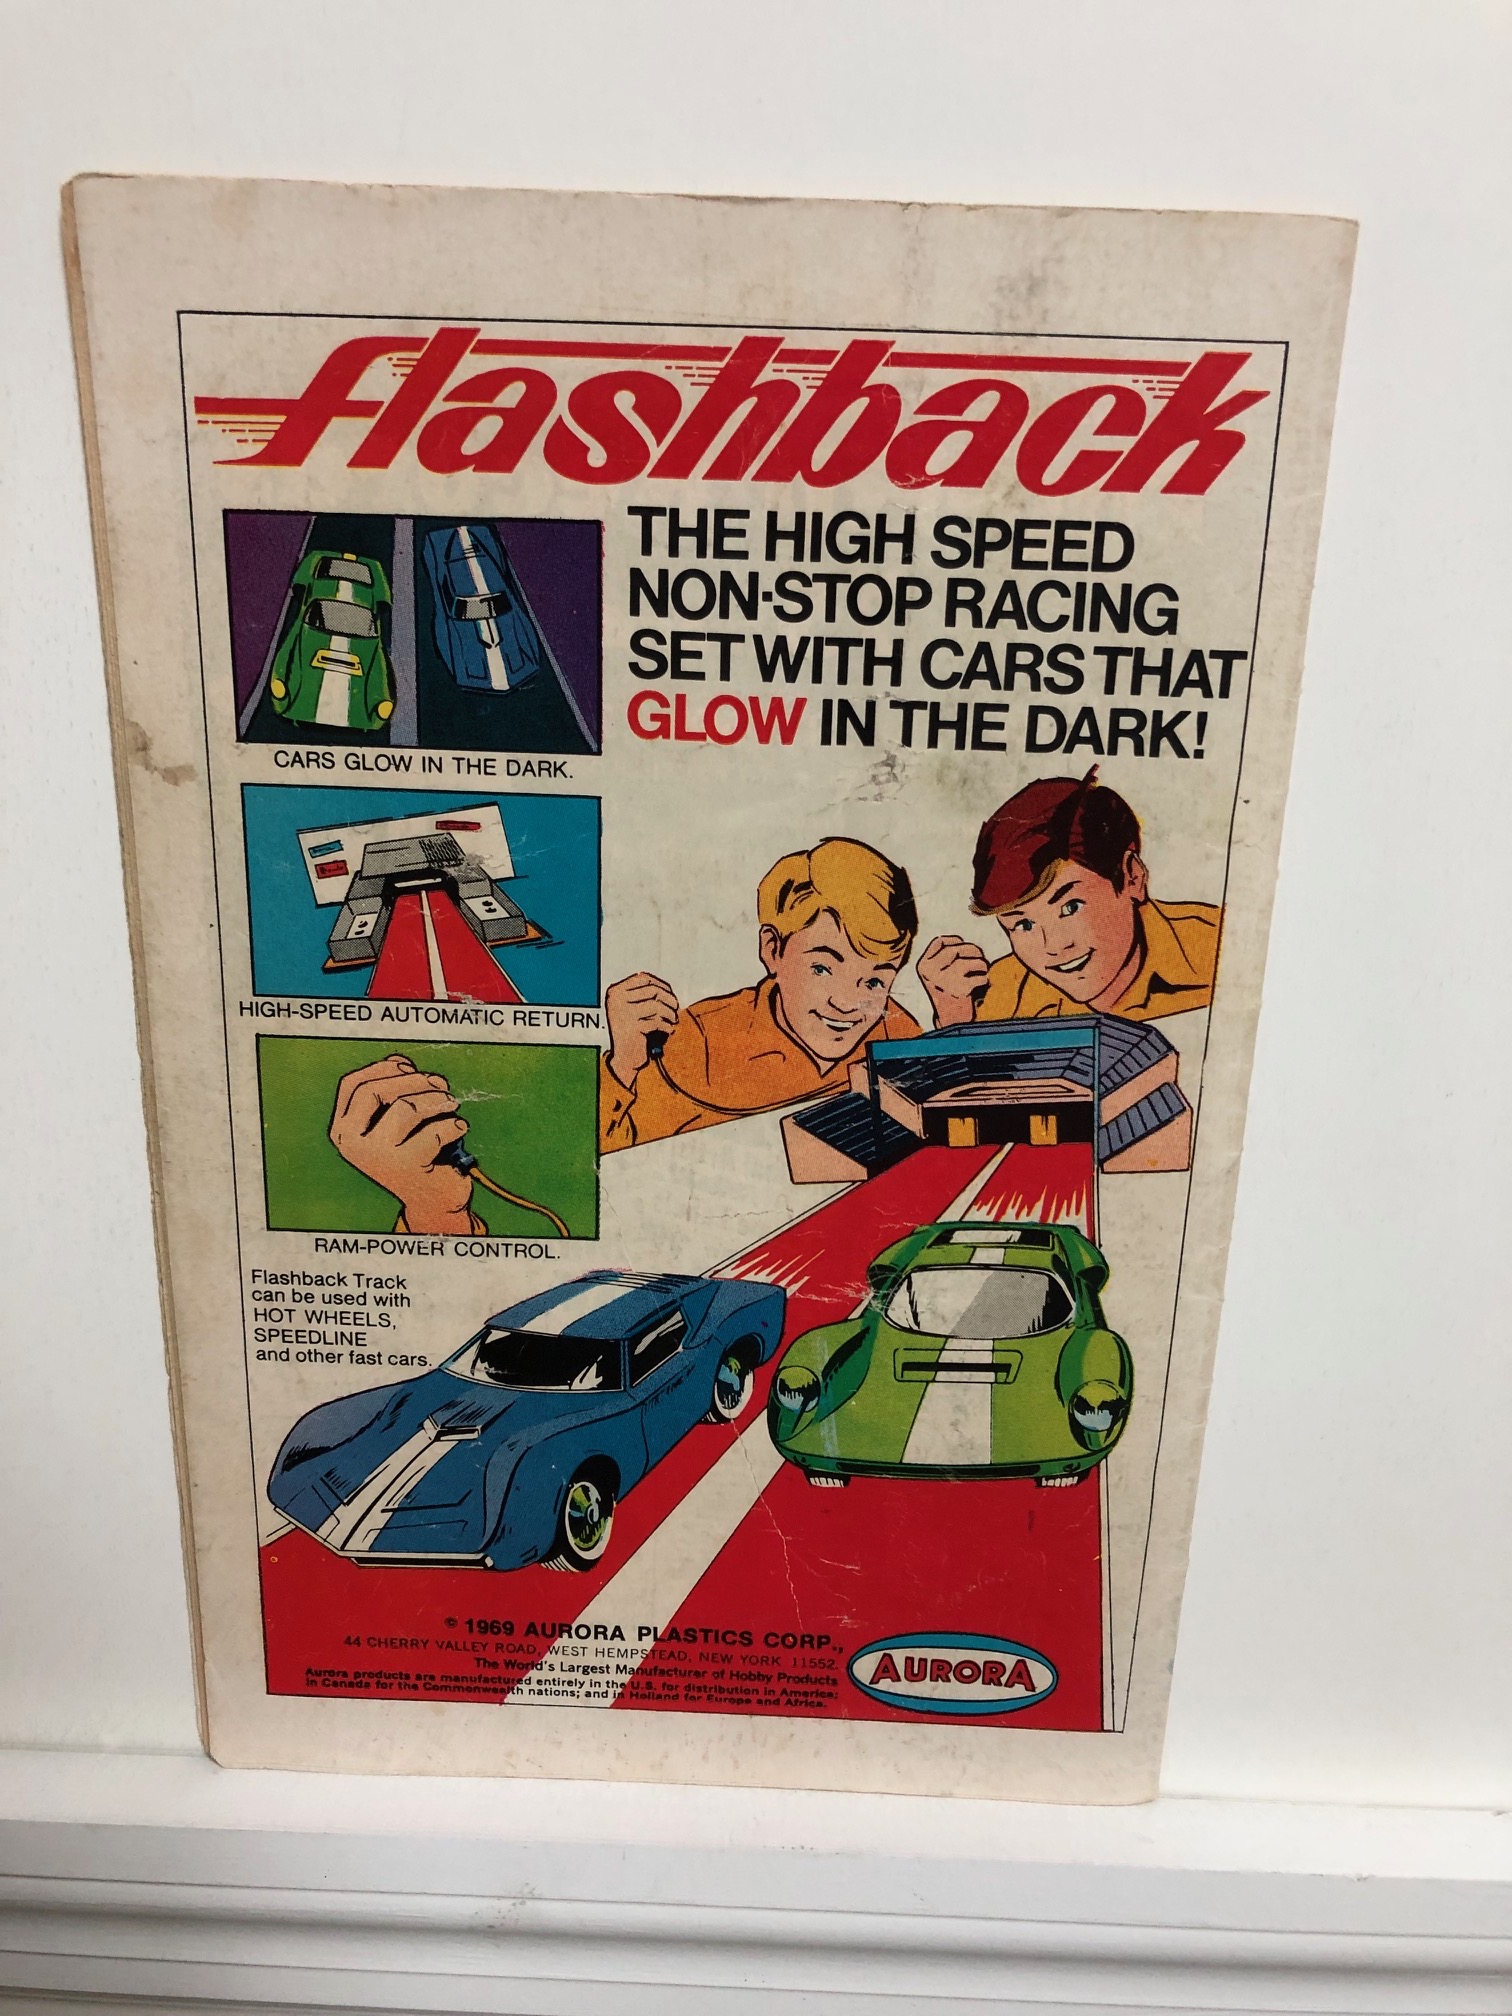 flashback
THE HIGH SPEED
NON-STOP RACING
SET WITH CARS THAT
GLOW IN THE DARK!
CARS GLOW IN THE DARK.
HIGH-SPEED AUTOMATIC RETURN.
RAM-POWER CONTROL.
Flashback Track
can be used with
HOT WHEELS,
SPEEDLINE
and other fast cars.
© 1969 AURORA PLASTICS CORP.,
44 CHERRY VALLEY ROAD, WEST HEMPSTEAD, NEW YORK 11552.
The World's Largest Manufacturer of Hobby Products
Aurora products are manufactured entirely in the U.S. for distribution in America;
in Canada for the Commonwealth nations; and in Holland for Europe and Africa.
AURORA